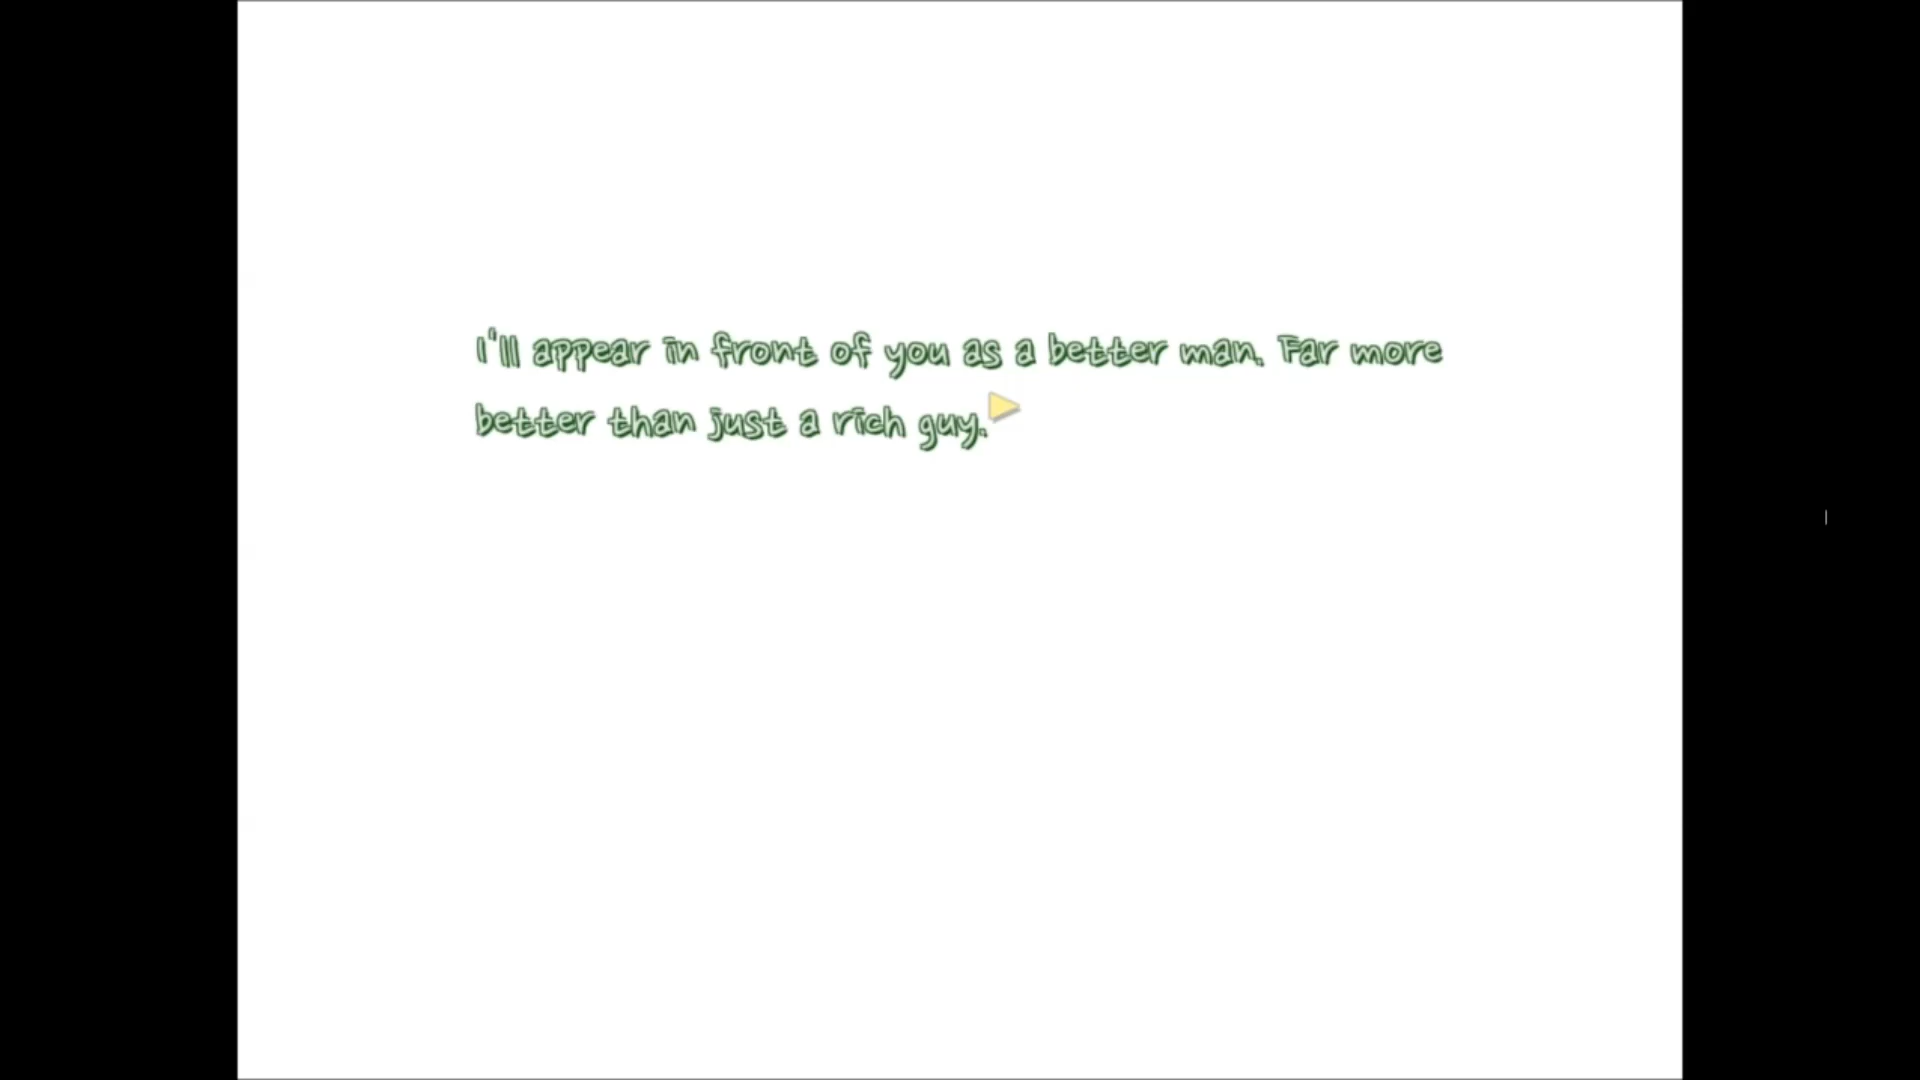 I'll appear in front of you as a better man. Far more
better than just a rich guy.